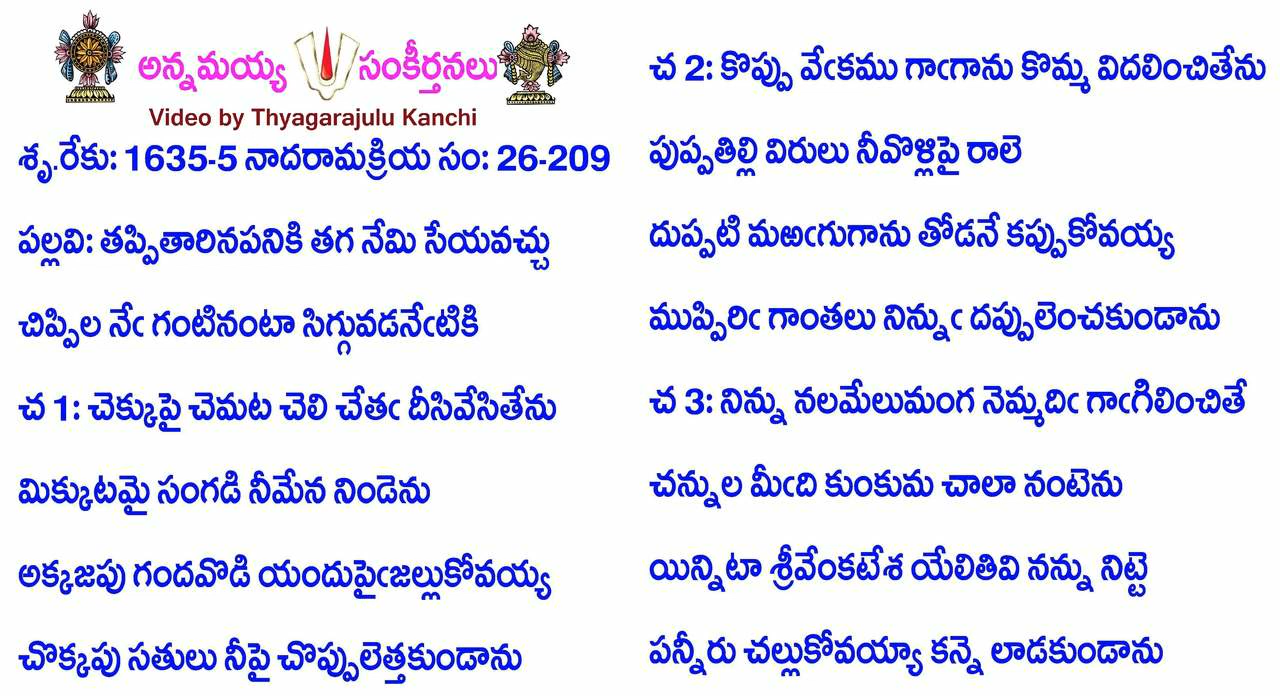 అన్నమయ్య సంకీర్తనలు
Video by Thyagarajulu Kanchi
శృ.రేకు: 1635-5 నాదరామక్రియ సం: 26-209
పల్లవి: తప్పితారినపనికి తగ నేమి సేయవచ్చు
చిప్పిల నేఁ గంటినంటా సిగ్గువడనేఁటికి
చ 1: చెక్కుపై చెమట చెలి చేతఁ దీసివేసితేను
మిక్కుటమై సంగడి నీమేన నిండెను
అక్కజపు గందవొడి యందుపైఁజల్లుకోవయ్య
చొక్కపు సతులు నీపై చొప్పులెత్తకుండాను
చ 2: కొప్పు వేఁకము గాఁగాను కొమ్మ విదలించితేను
పుప్పతిల్లి విరులు నీవొళ్లిపై రాలె
దుప్పటి మఱఁగుగాను తోడనే కప్పుకోవయ్య
ముప్పిరిఁ గాంతలు నిన్నుఁ దప్పులెంచకుండాను
చ 3: నిన్ను నలమేలుమంగ నెమ్మదిఁ గాఁగిలించితే
చన్నుల మీఁది కుంకుమ చాలా నంటెను
యిన్నిటా శ్రీవేంకటేశ యేలితివి నన్ను నిట్టె
పన్నీరు చల్లుకోవయ్యా కన్నె లాడకుండాను